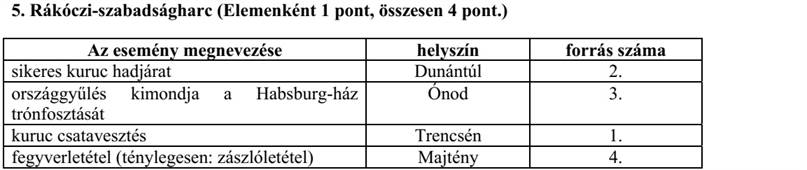 5. Rákóczi-szabadságharc (Elemenként 1 pont, összesen 4 pont.)
Az esemény megnevezése helyszín forrás száma
sikeres kuruc hadjárat Dunántúl 2.
országgyűlés kimondja a Habsburg-ház Ónod 3.
trónfosztását
kuruc csatavesztés Trencsén 1.
fegyverletétel (ténylegesen: zászlóletétel) Majtény 4.